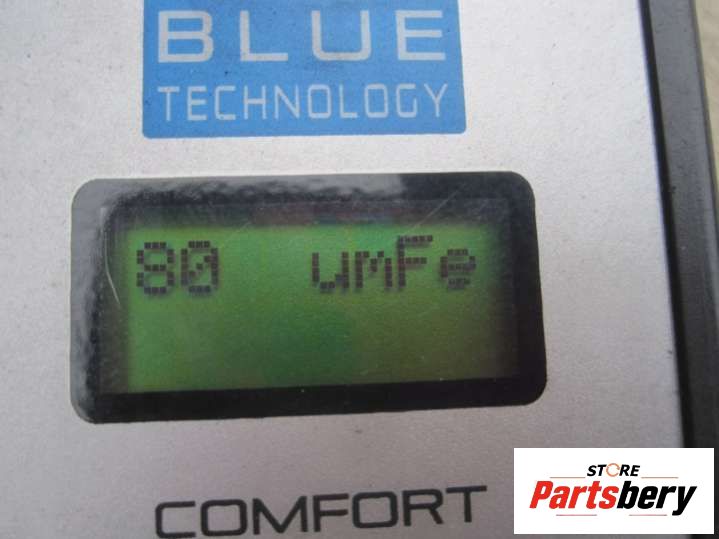 BLUE
TECHNOLOGY
80 umFe
COMFORT
STORE
Partsbery